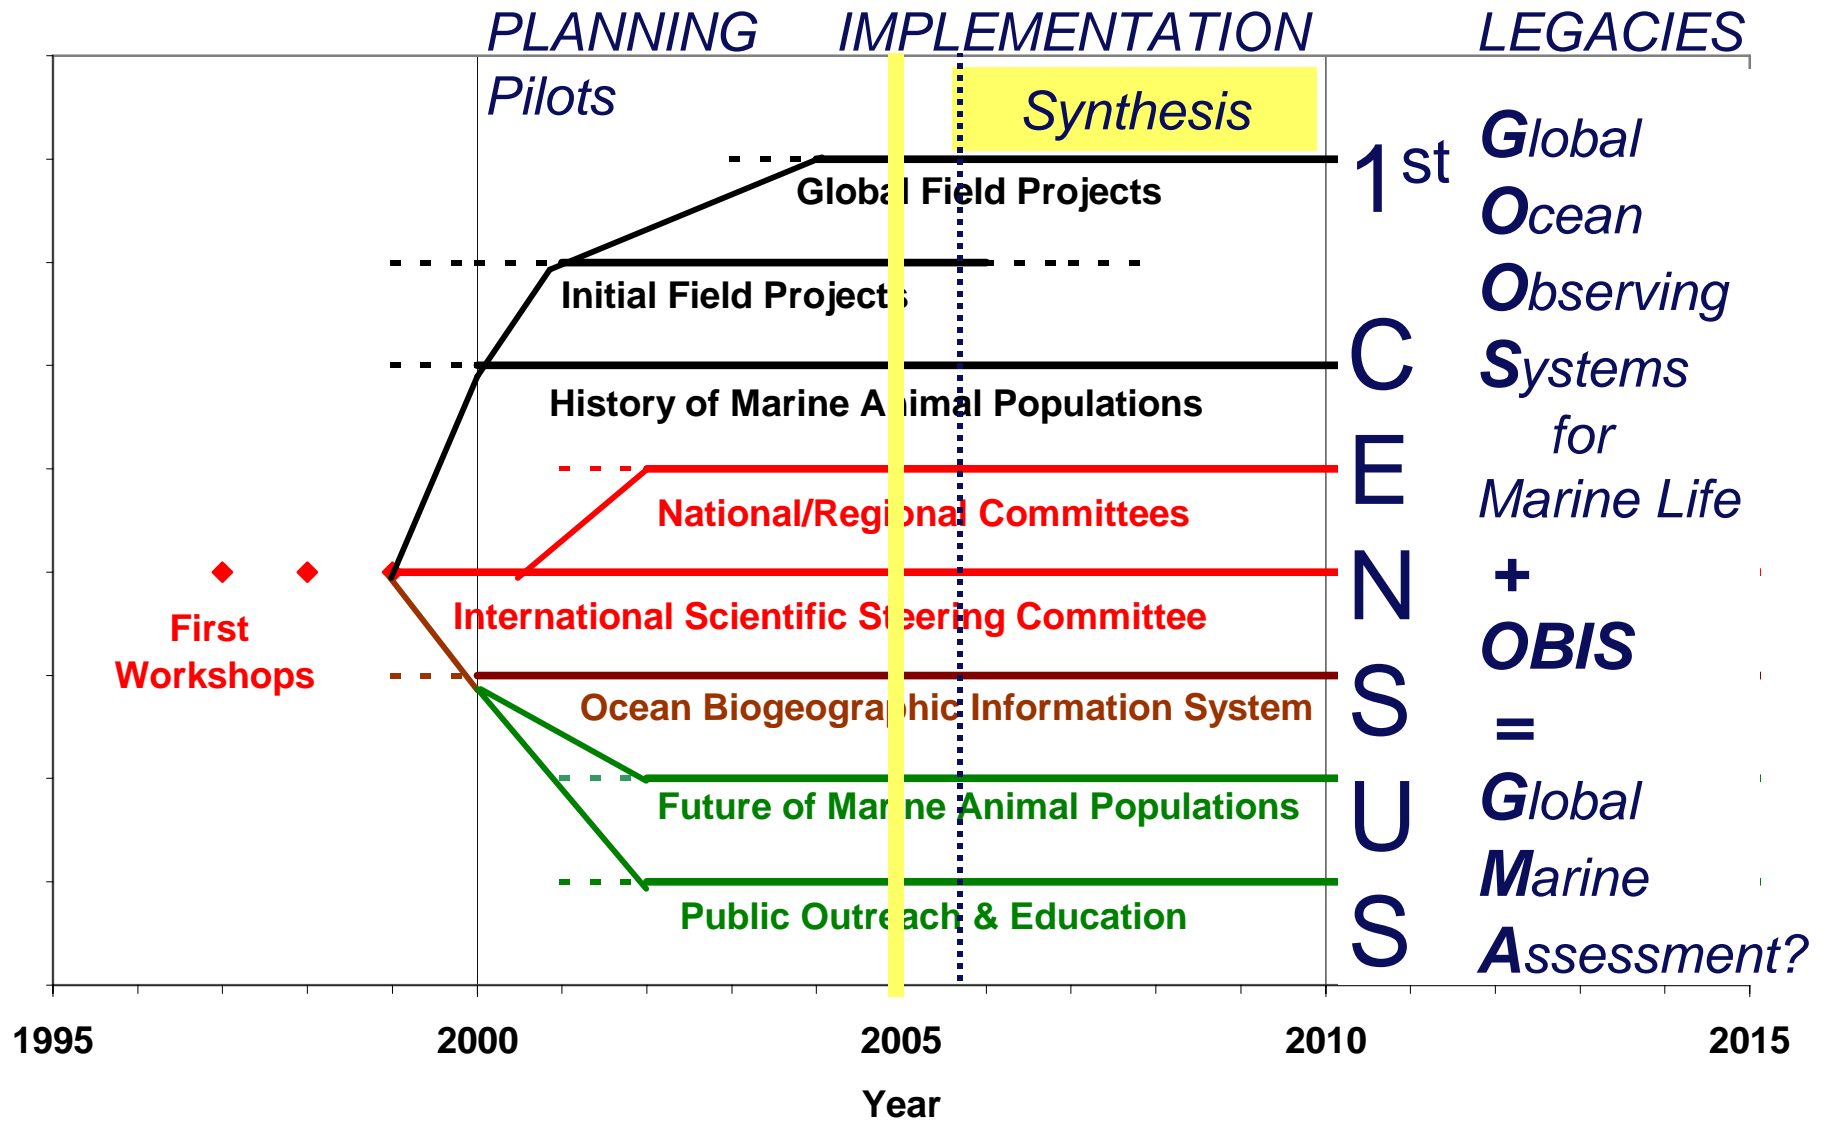 PLANNING IMPLEMENTATION LEGACIES
Pilots
Synthesis
Global Field Projects
Initial Field Projects
History of Marine Animal Populations
National/Regional Committees
International Scientific Steering Committee
First
Workshops
Ocean Biogeographic Information System
Future of Marine Animal Populations
Public Outreach & Education
1st
C
E
N
S
U
S
Global
Ocean
Observing
Systems
for
Marine Life
+
OBIS
=
Global
Marine
Assessment?
1995 2000 2005 2010 2015
Year